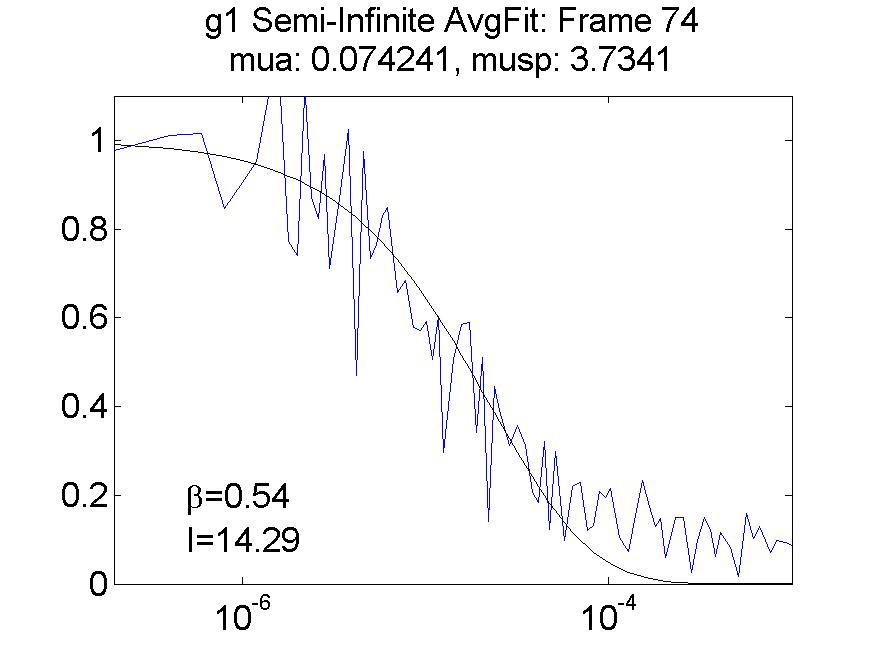 g1 Semi-Infinite AvgFit: Frame 74
mua: 0.074241, musp: 3.7341
1
0.8
0.6
0.4
0.2
0
β=0.54
I=14.29
10^-6
10^-4